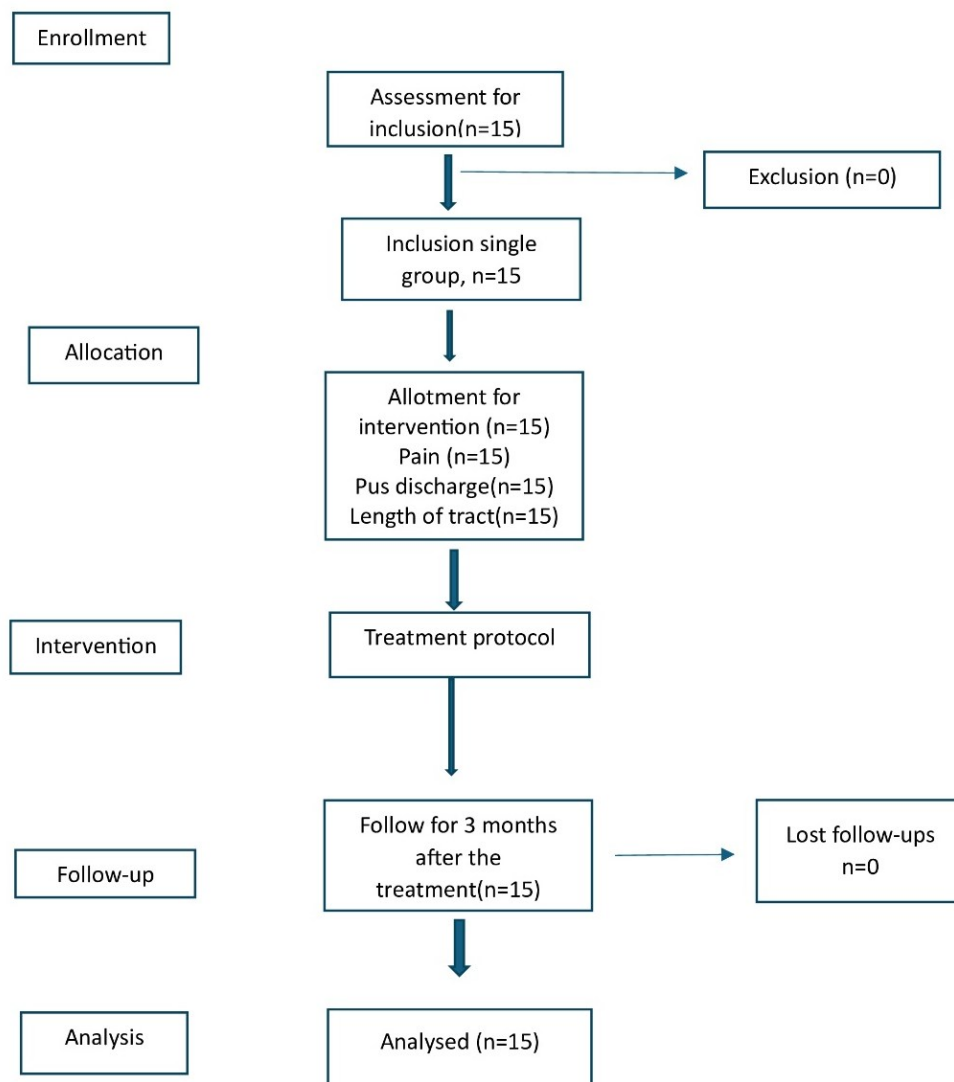 Enrollment
Assessment for
inclusion(n=15)
Exclusion (n=0)
Inclusion single
group, n=15
Allocation
Allotment for
intervention (n=15)
Pain (n=15)
Pus discharge(n=15)
Length of tract(n=15)
Intervention
Treatment protocol
Follow for 3 months
after the
treatment(n=15)
Lost follow-ups
n=0
Follow-up
Analysis
Analysed (n=15)